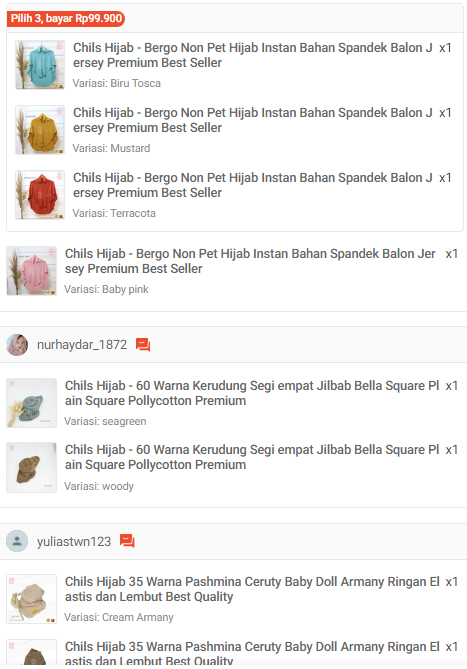 Pilih 3, bayar Rp99.900
Chils Hijab - Bergo Non Pet Hijab Instan Bahan Spandek Balon J x1
ersey Premium Best Seller
Variasi: Biru Tosca
Chils Hijab - Bergo Non Pet Hijab Instan Bahan Spandek Balon J x1
ersey Premium Best Seller
Variasi: Mustard
Chils Hijab - Bergo Non Pet Hijab Instan Bahan Spandek Balon J x1
ersey Premium Best Seller
Variasi: Terracota
Chils Hijab - Bergo Non Pet Hijab Instan Bahan Spandek Balon Jer x1
sey Premium Best Seller
Variasi: Baby pink
nurhaydar_1872
Chils Hijab - 60 Warna Kerudung Segi empat Jilbab Bella Square Pl x1
ain Square Pollycotton Premium
Variasi: seagreen
Chils Hijab - 60 Warna Kerudung Segi empat Jilbab Bella Square Pl x1
ain Square Pollycotton Premium
Variasi: woody
yuliastwn123
Chils Hijab 35 Warna Pashmina Ceruty Baby Doll Armany Ringan El x1
astis dan Lembut Best Quality
Variasi: Cream Armany
Chils Hijab 35 Warna Pashmina Ceruty Baby Doll Armany Ringan El x1
astis dan Lembut Best Quality